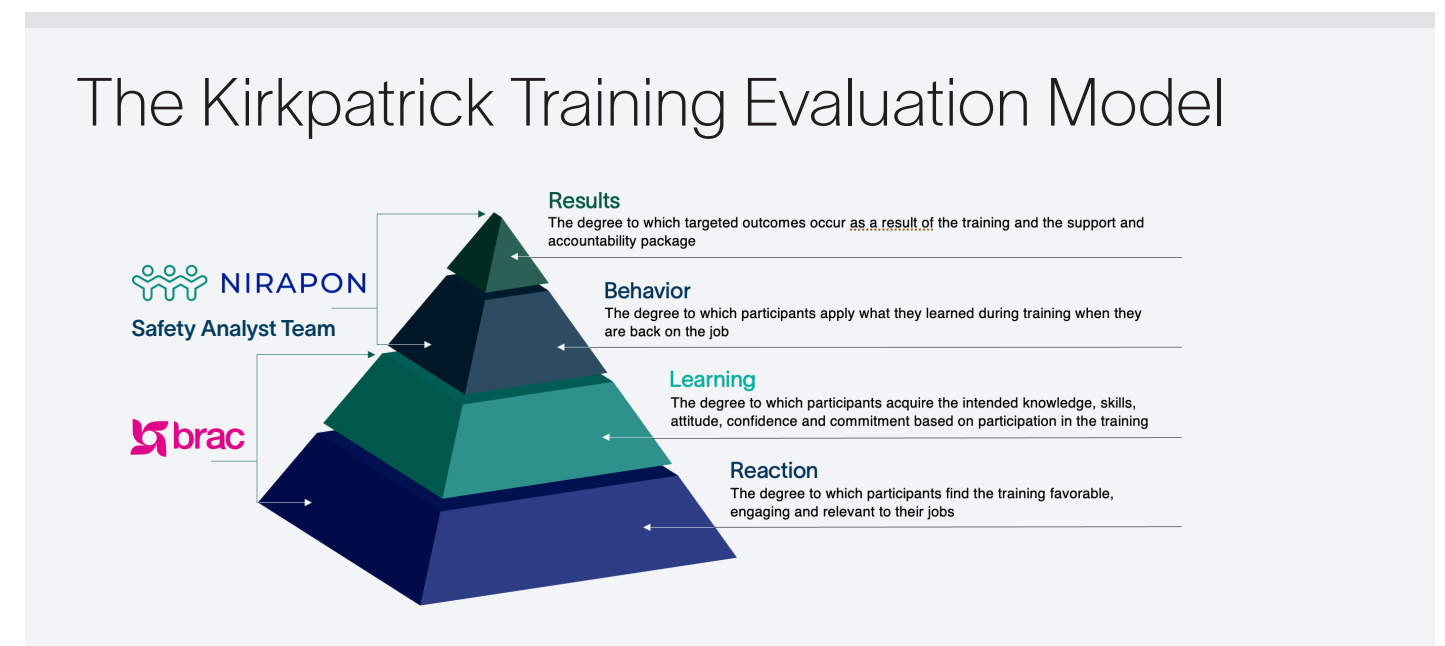 The Kirkpatrick Training Evaluation Model
Results
The degree to which targeted outcomes occur as a result of the training and the support and
accountability package
NIRAPON
Safety Analyst Team
Behavior
The degree to which participants apply what they learned during training when they
are back on the job
Learning
The degree to which participants acquire the intended knowledge, skills,
attitude, confidence and commitment based on participation in the training
brac
Reaction
The degree to which participants find the training favorable,
engaging and relevant to their jobs